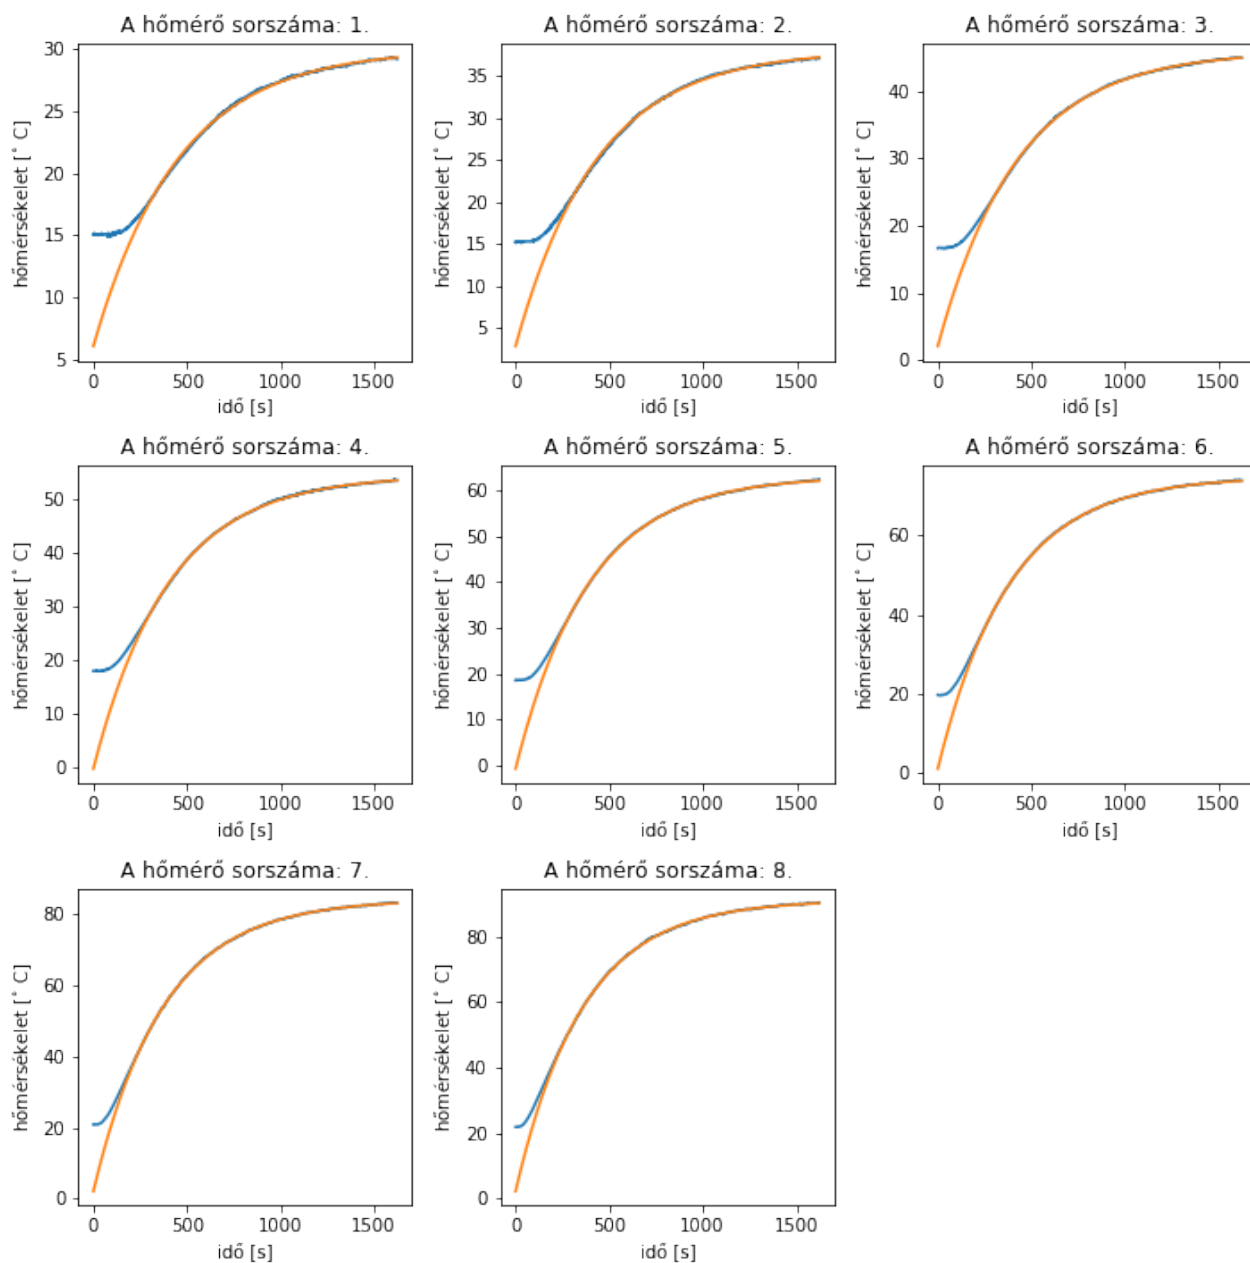 A hőmérő sorszáma: 1.
30
25
20
15
10
5
hőmérsékelet [˚ C]
0 500 1000 1500
idő [s]
A hőmérő sorszáma: 2.
35
30
25
20
15
10
5
hőmérsékelet [˚ C]
0 500 1000 1500
idő [s]
A hőmérő sorszáma: 3.
40
30
20
10
0
hőmérsékelet [˚ C]
0 500 1000 1500
idő [s]
A hőmérő sorszáma: 4.
50
40
30
20
10
0
hőmérsékelet [˚ C]
0 500 1000 1500
idő [s]
A hőmérő sorszáma: 5.
60
50
40
30
20
10
0
hőmérsékelet [˚ C]
0 500 1000 1500
idő [s]
A hőmérő sorszáma: 6.
60
40
20
0
hőmérsékelet [˚ C]
0 500 1000 1500
idő [s]
A hőmérő sorszáma: 7.
80
60
40
20
0
hőmérsékelet [˚ C]
0 500 1000 1500
idő [s]
A hőmérő sorszáma: 8.
80
60
40
20
0
hőmérsékelet [˚ C]
0 500 1000 1500
idő [s]